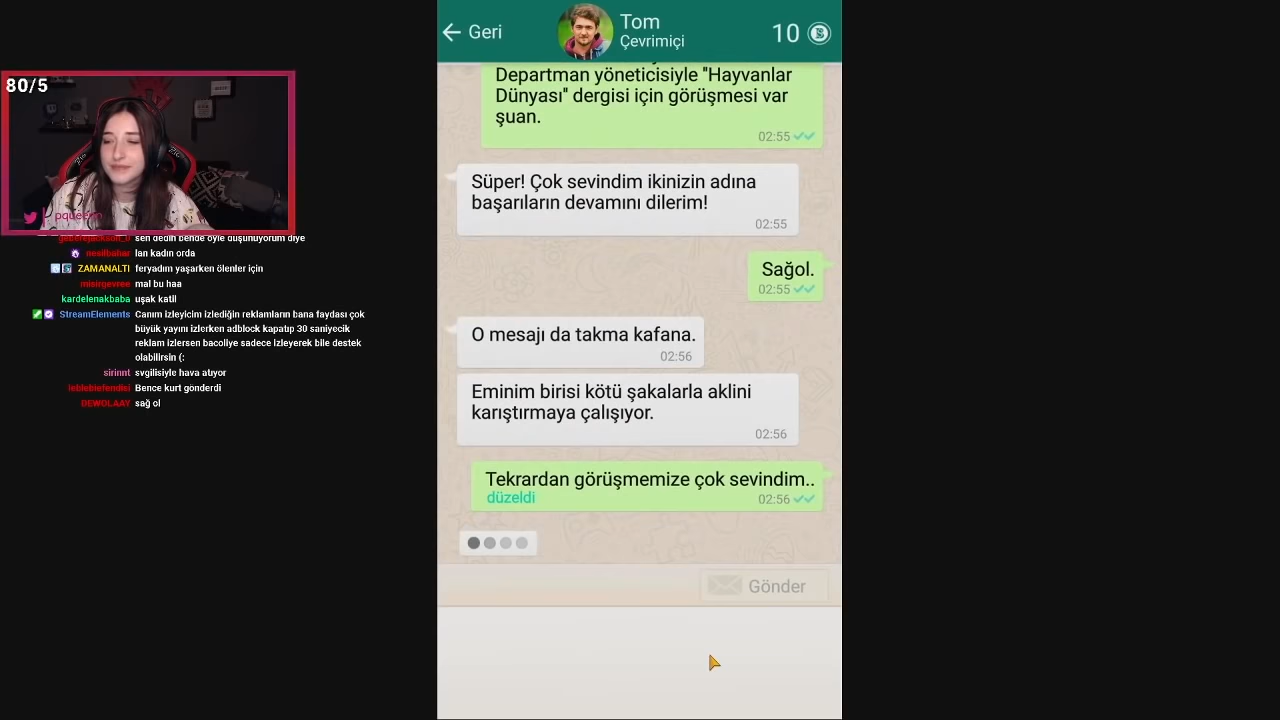 Geri
Tom
Çevrimiçi
10
80/5
Departman yöneticisiyle "Hayvanlar
Dünyası" dergisi için görüşmesi var
şuan.
02:55
Süper! Çok sevindim ikinizin adına
başarıların devamını dilerim!
02:55
Sağol.
02:55
O mesajı da takma kafana.
02:56
Eminim birisi kötü şakalarla aklini
karıştırmaya çalışıyor.
02:56
Tekrardan görüşmemize çok sevindim..
düzeldi 02:56
Gönder
sen dedin bende öyle düşünüyorum diye
neailbahar lan kadın orda
ZAMANALTI feryadım yaşarken ölenler için
misirgevree mal bu haa
kardelenakbaba uşak katil
StreamElements Canım izleyicim izlediğin reklamların bana faydası çok
büyük yayını izlerken adblock kapatıp 30 saniyecik
reklam izlersen bacoliye sadece izleyerek bile destek
olabilirsin (:
sirinnt svgilisiyle hava atıyor
leblebiefendiei Bence kurt gönderdi
DEWOLAAY sağ ol